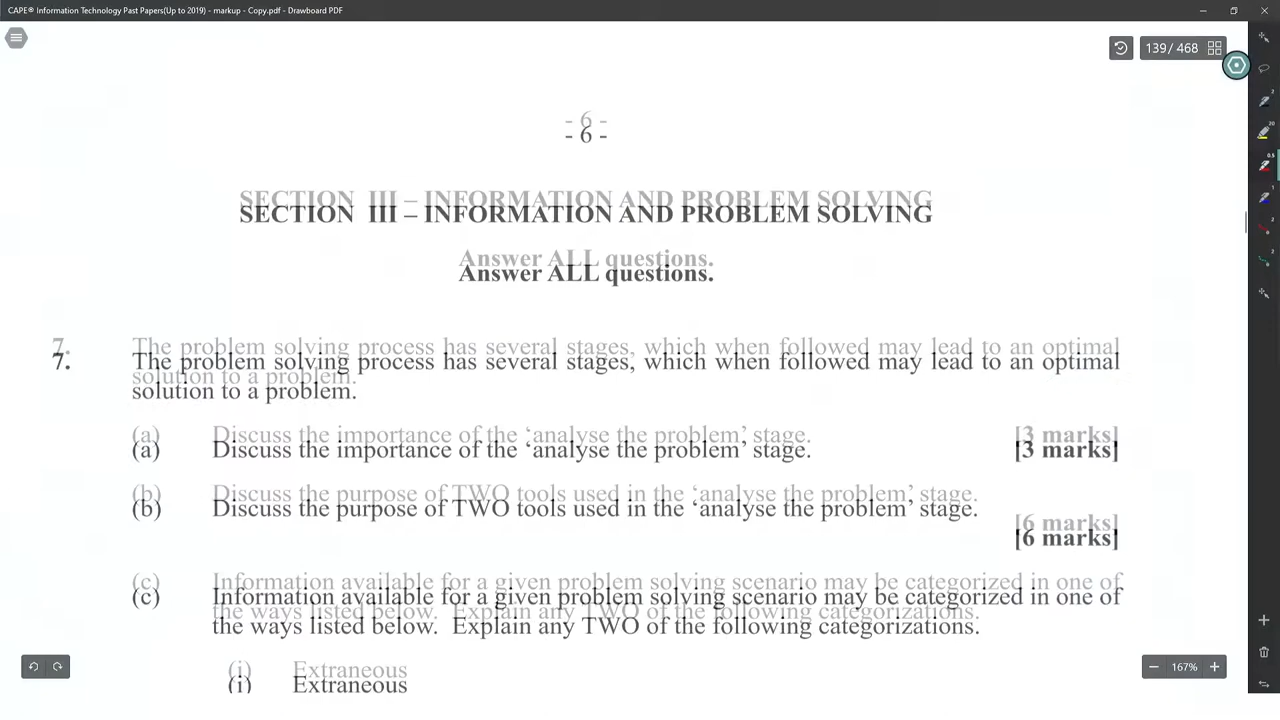 CAPE® Information Technology Past Papers(Up to 2019) - markup - Copy.pdf - Drawboard PDF
139 / 468
- 6 -
SECTION III – INFORMATION AND PROBLEM SOLVING
Answer ALL questions.
7. The problem solving process has several stages, which when followed may lead to an optimal
solution to a problem.
(a) Discuss the importance of the ‘analyse the problem’ stage. [3 marks]
(b) Discuss the purpose of TWO tools used in the ‘analyse the problem’ stage.
[6 marks]
(c) Information available for a given problem solving scenario may be categorized in one of
the ways listed below. Explain any TWO of the following categorizations.
(i) Extraneous
167%